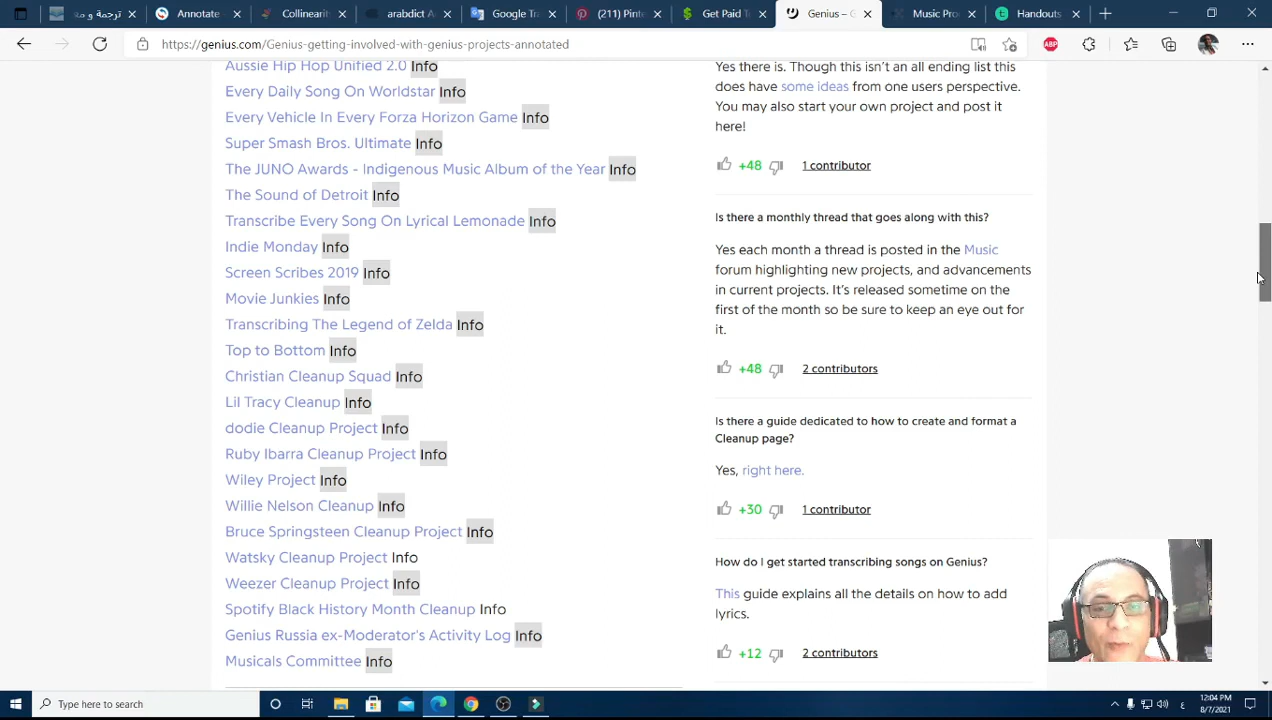 ترجمة و معـ
Annotate
Collinearit
arabdict A
Google Tr
(211) Pint
Get Paid T
Genius – G
Music Pro
Handouts
https://genius.com/Genius-getting-involved-with-genius-projects-annotated
Aussie Hip Hop Unified 2.0 Info
Every Daily Song On Worldstar Info
Every Vehicle In Every Forza Horizon Game Info
Super Smash Bros. Ultimate Info
The JUNO Awards - Indigenous Music Album of the Year Info
The Sound of Detroit Info
Transcribe Every Song On Lyrical Lemonade Info
Indie Monday Info
Screen Scribes 2019 Info
Movie Junkies Info
Transcribing The Legend of Zelda Info
Top to Bottom Info
Christian Cleanup Squad Info
Lil Tracy Cleanup Info
dodie Cleanup Project Info
Ruby Ibarra Cleanup Project Info
Wiley Project Info
Willie Nelson Cleanup Info
Bruce Springsteen Cleanup Project Info
Watsky Cleanup Project Info
Weezer Cleanup Project Info
Spotify Black History Month Cleanup Info
Genius Russia ex-Moderator's Activity Log Info
Musicals Committee Info
Yes there is. Though this isn't an all ending list this
does have some ideas from one users perspective.
You may also start your own project and post it
here!
+48 1 contributor
Is there a monthly thread that goes along with this?
Yes each month a thread is posted in the Music
forum highlighting new projects, and advancements
in current projects. It's released sometime on the
first of the month so be sure to keep an eye out for
it.
+48 2 contributors
Is there a guide dedicated to how to create and format a
Cleanup page?
Yes, right here.
+30 1 contributor
How do I get started transcribing songs on Genius?
This guide explains all the details on how to add
lyrics.
+12 2 contributors
ABP
Type here to search
ع
12:04 PM
8/7/2021